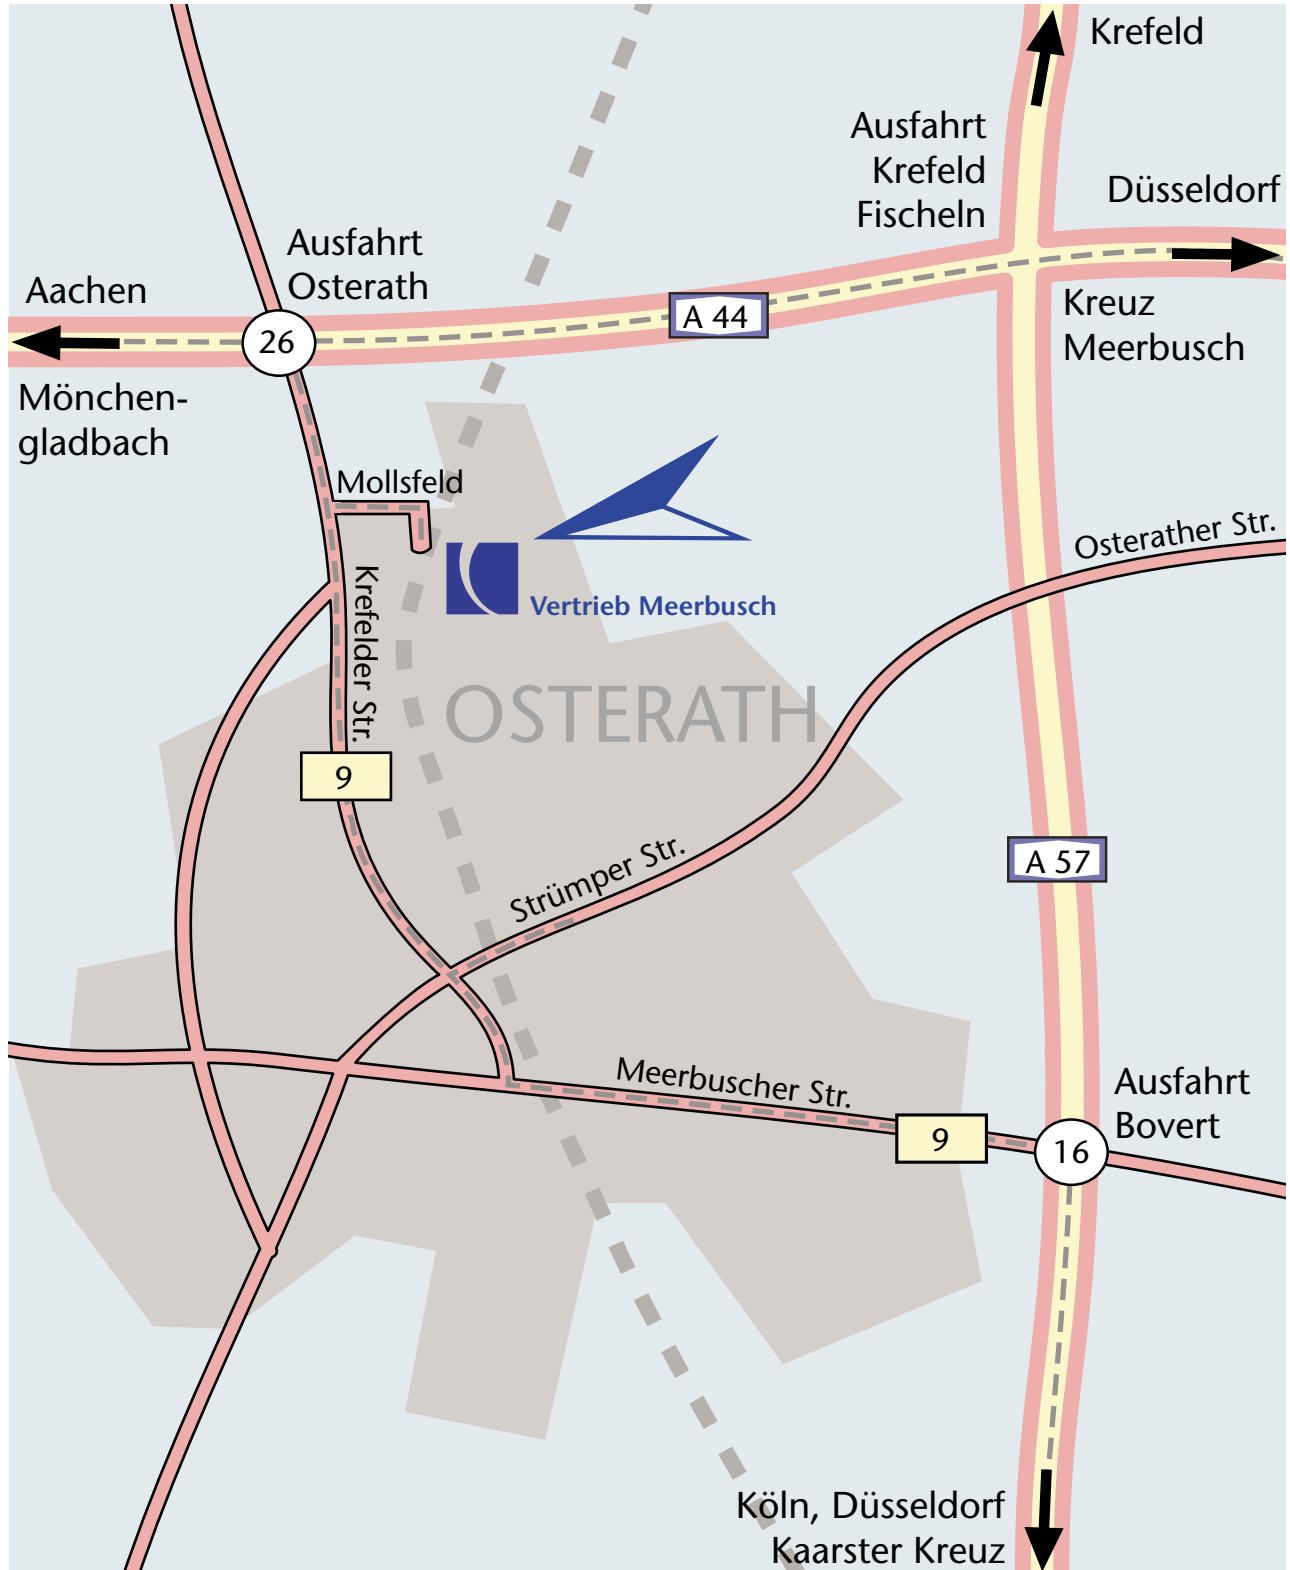 Krefeld
Ausfahrt
Krefeld
Fischeln
Düsseldorf
Ausfahrt
Osterath
Aachen
A 44
Kreuz
Meerbusch
26
Mönchen-
gladbach
Mollsfeld
Osterather Str.
Krefelder Str.
Vertrieb Meerbusch
OSTERATH
9
Strümper Str.
A 57
Meerbuscher Str.
Ausfahrt
Bovert
9
16
Köln, Düsseldorf
Kaarster Kreuz